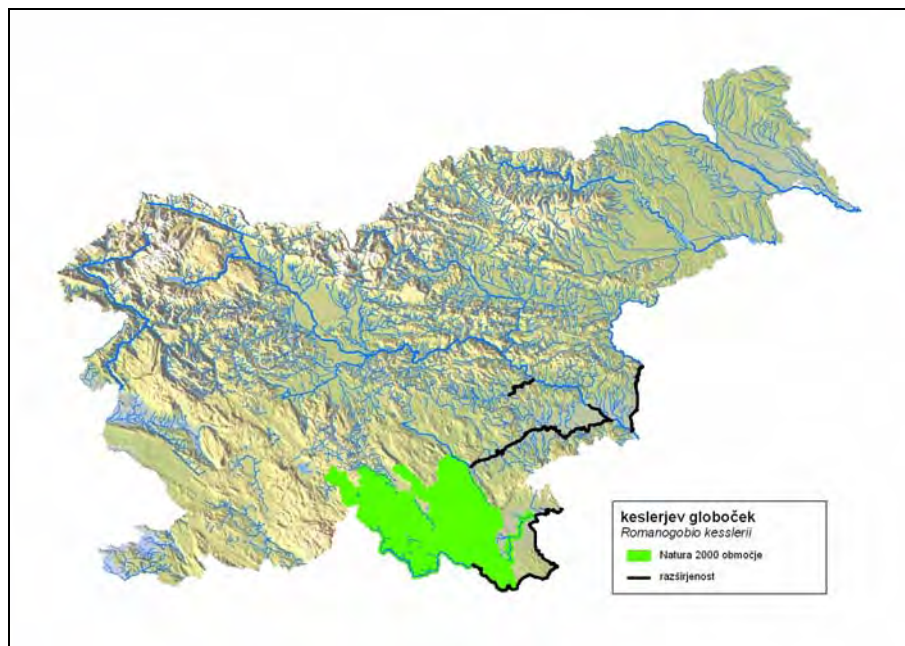 keslerjev globoček
Romanogobio kesslerii
Natura 2000 območje
razširjenost